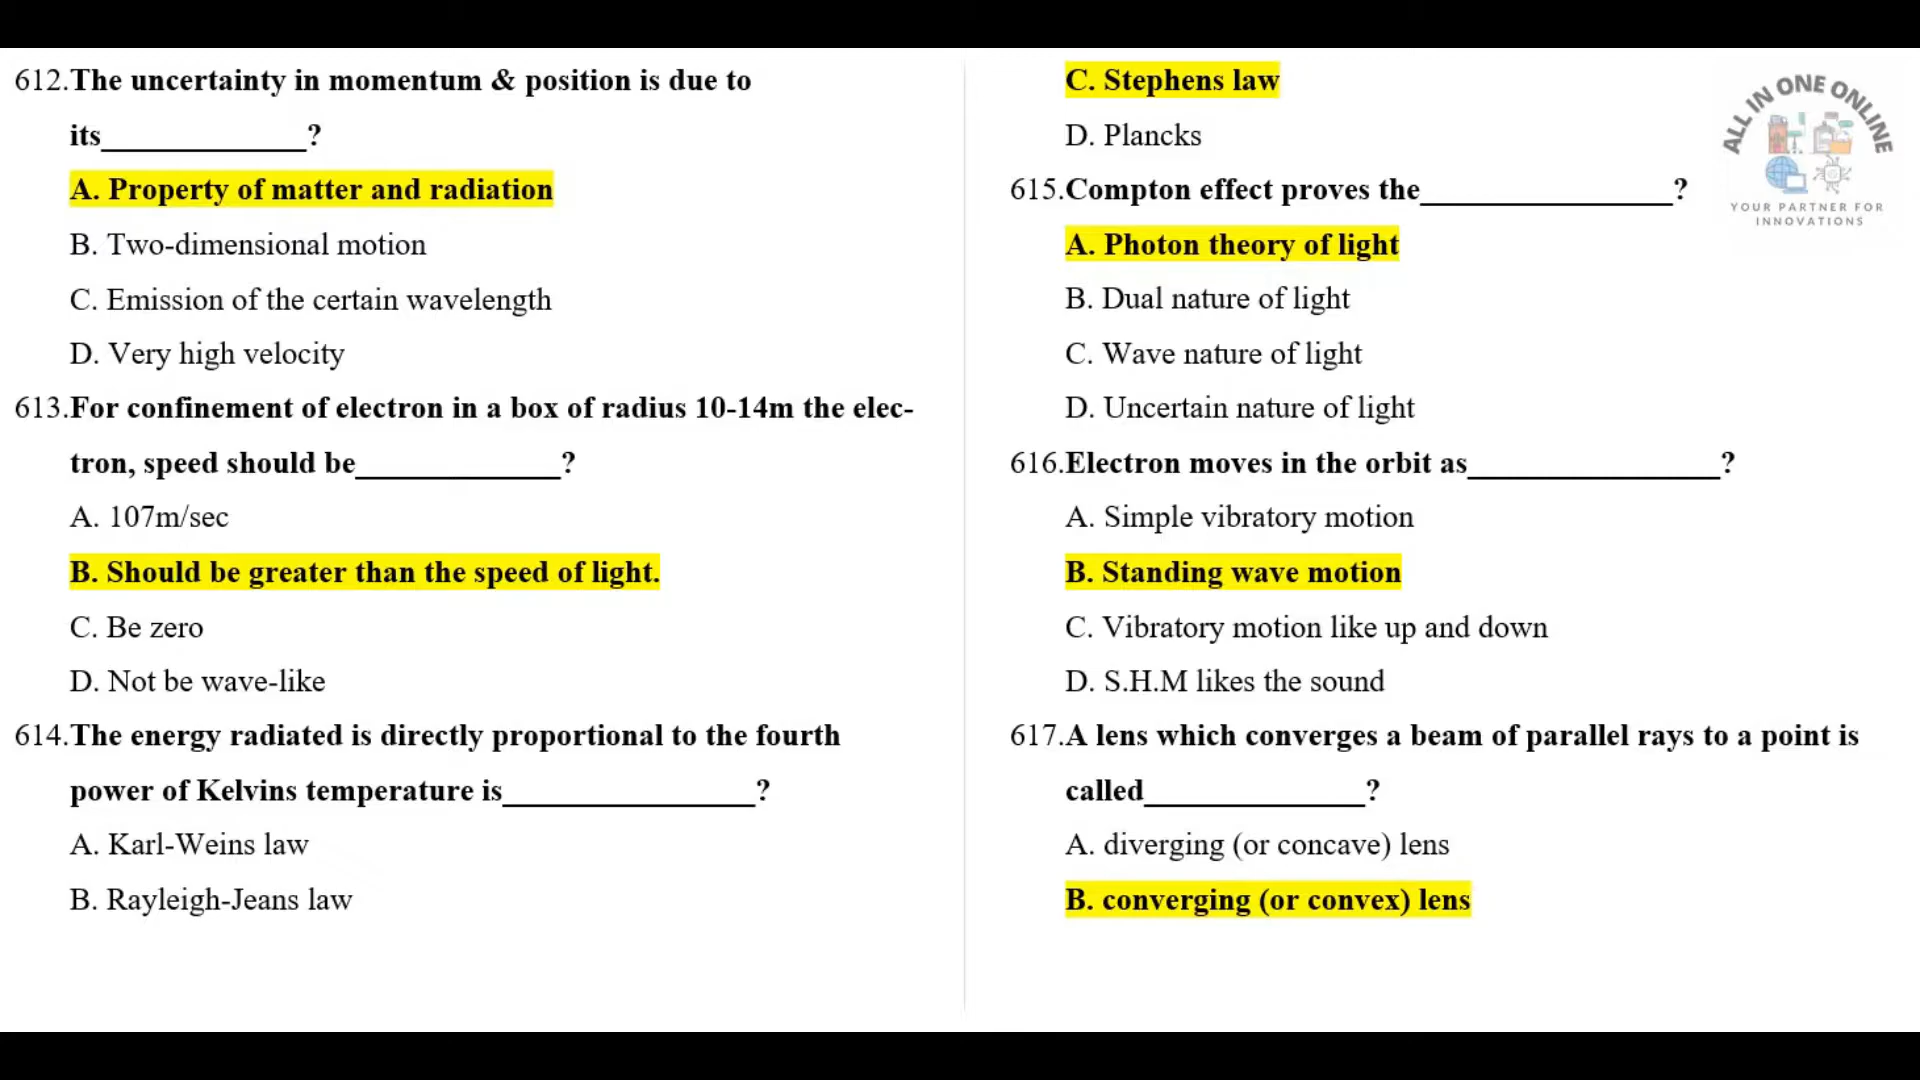 612.The uncertainty in momentum & position is due to
its_____________?
A. Property of matter and radiation
B. Two-dimensional motion
C. Emission of the certain wavelength
D. Very high velocity
613.For confinement of electron in a box of radius 10-14m the elec-
tron, speed should be_____________?
A. 107m/sec
B. Should be greater than the speed of light.
C. Be zero
D. Not be wave-like
614.The energy radiated is directly proportional to the fourth
power of Kelvins temperature is________________?
A. Karl-Weins law
B. Rayleigh-Jeans law
C. Stephens law
D. Plancks
615.Compton effect proves the________________?
A. Photon theory of light
B. Dual nature of light
C. Wave nature of light
D. Uncertain nature of light
616.Electron moves in the orbit as________________?
A. Simple vibratory motion
B. Standing wave motion
C. Vibratory motion like up and down
D. S.H.M likes the sound
617.A lens which converges a beam of parallel rays to a point is
called______________?
A. diverging (or concave) lens
B. converging (or convex) lens
ALL IN ONE ONLINE
YOUR PARTNER FOR
INNOVATIONS